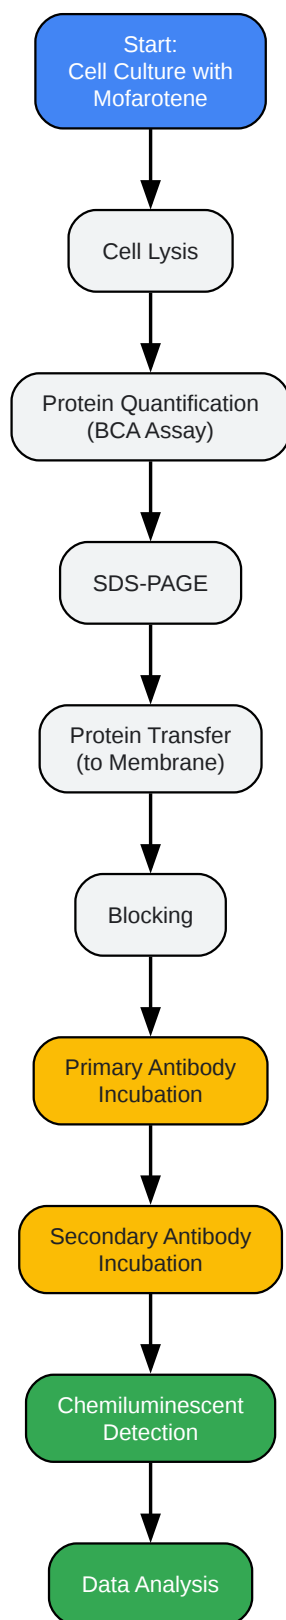 Start:
Cell Culture with
Mofarotene
Cell Lysis
Protein Quantification
(BCA Assay)
SDS-PAGE
Protein Transfer
(to Membrane)
Blocking
Primary Antibody
Incubation
Secondary Antibody
Incubation
Chemiluminescent
Detection
Data Analysis